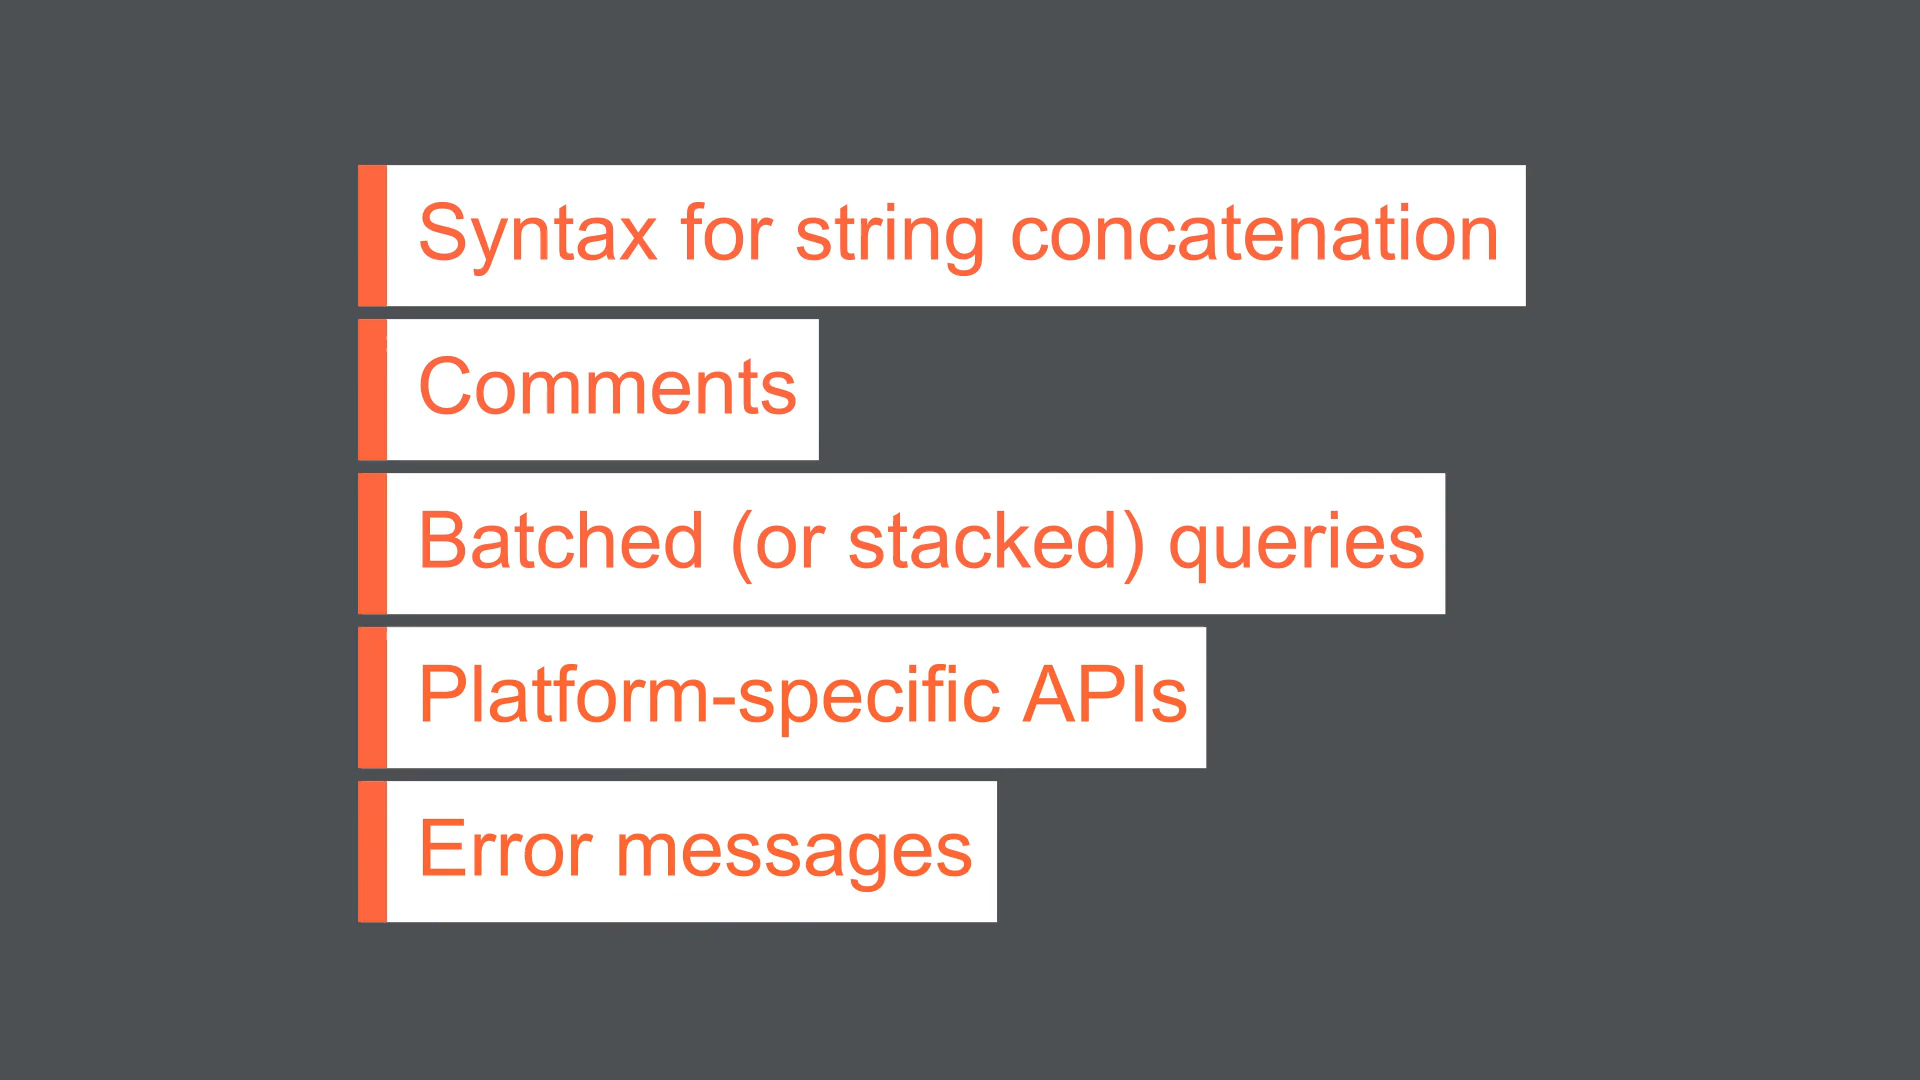 Syntax for string concatenation
Comments
Batched (or stacked) queries
Platform-specific APIs
Error messages